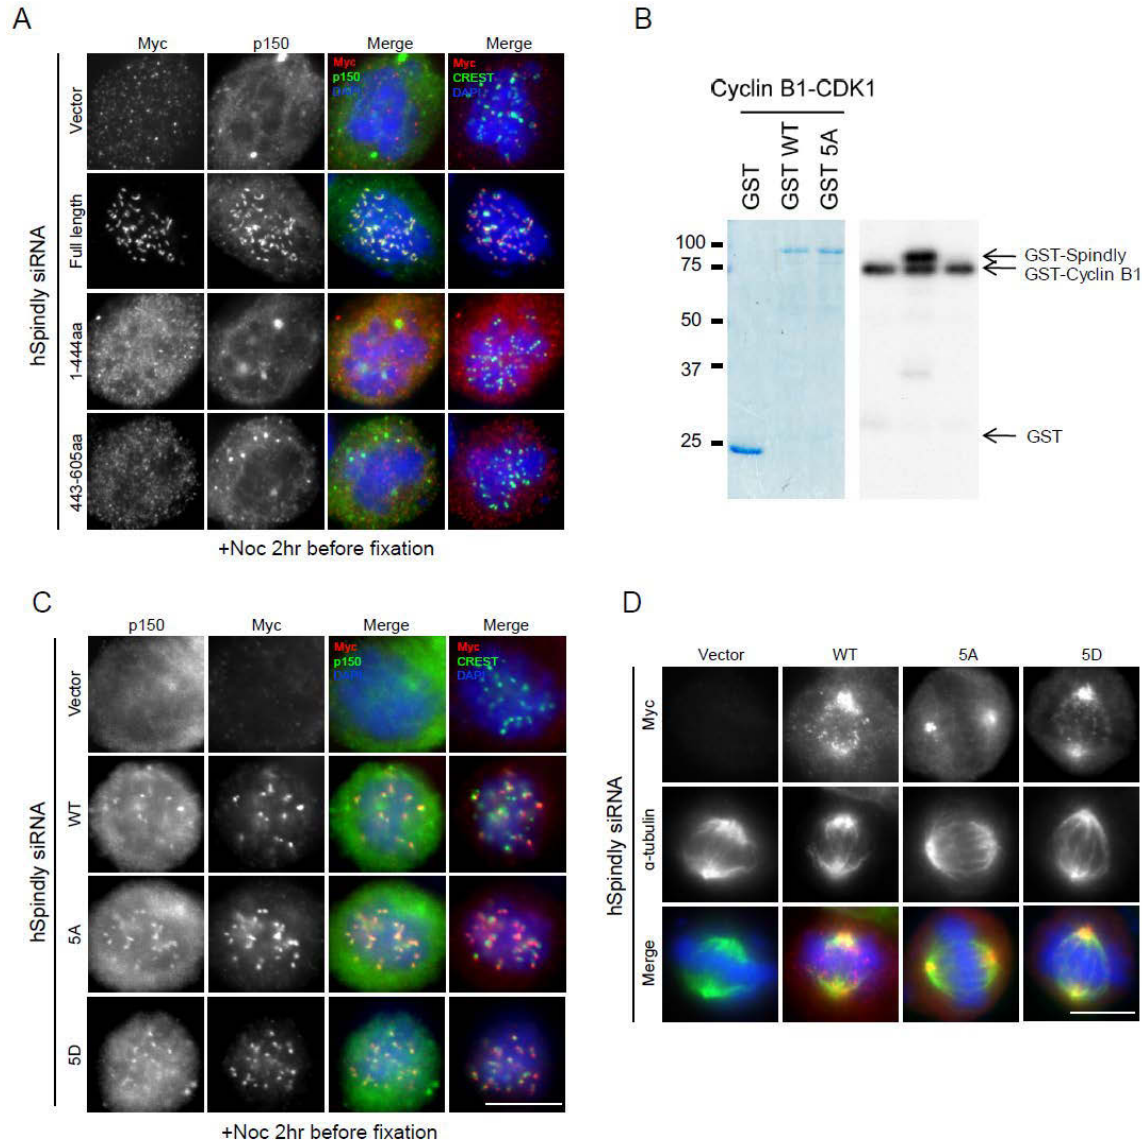 A
Myc p150 Merge Merge
hSpindly siRNA
Vector
Myc
p150
DAPI
Myc
CREST
DAPI
Full length
1-444aa
443-605aa
+Noc 2hr before fixation
B
Cyclin B1-CDK1
GST GST WT GST 5A
100
75
50
37
25
GST-Spindly
GST-Cyclin B1
GST
C
p150 Myc Merge Merge
hSpindly siRNA
Vector
Myc
p150
DAPI
Myc
CREST
DAPI
WT
5A
5D
+Noc 2hr before fixation
D
Vector WT 5A 5D
hSpindly siRNA
Myc
α-tubulin
Merge